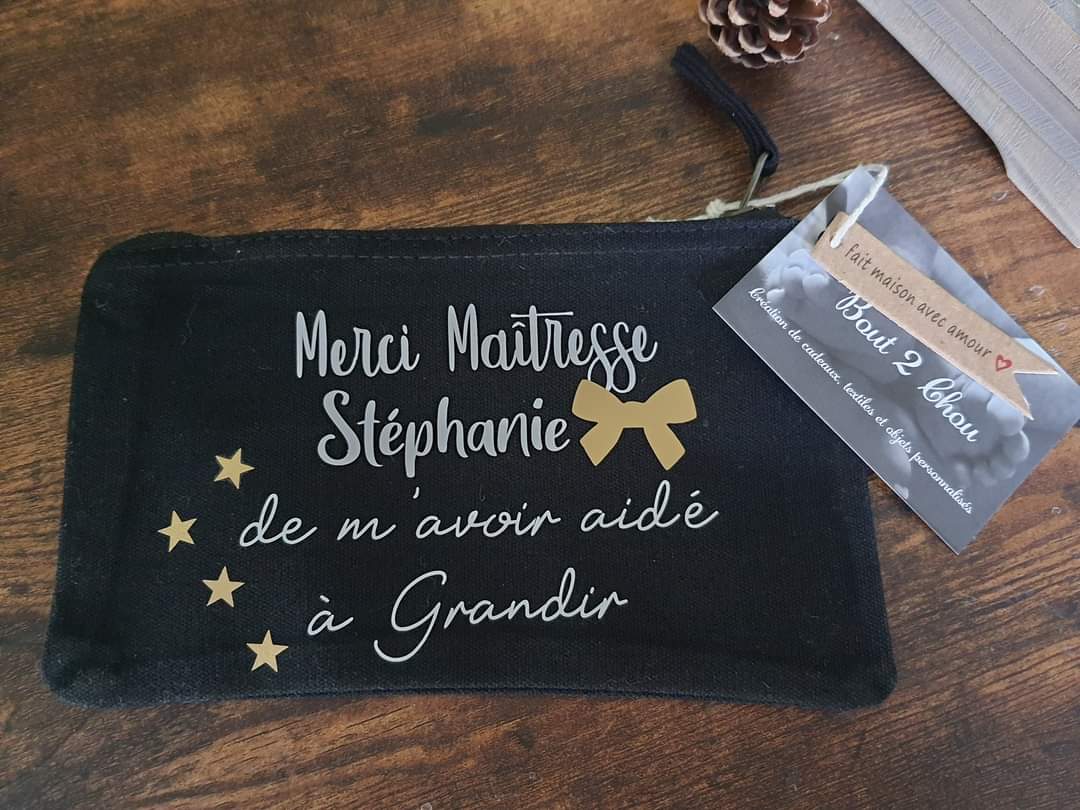 Merci Maîtresse
Stéphanie
de m'avoir aidé
à Grandir
fait maison avec amour
Bout 2 Chou
Création de cadeaux, textiles et objets personnalisés